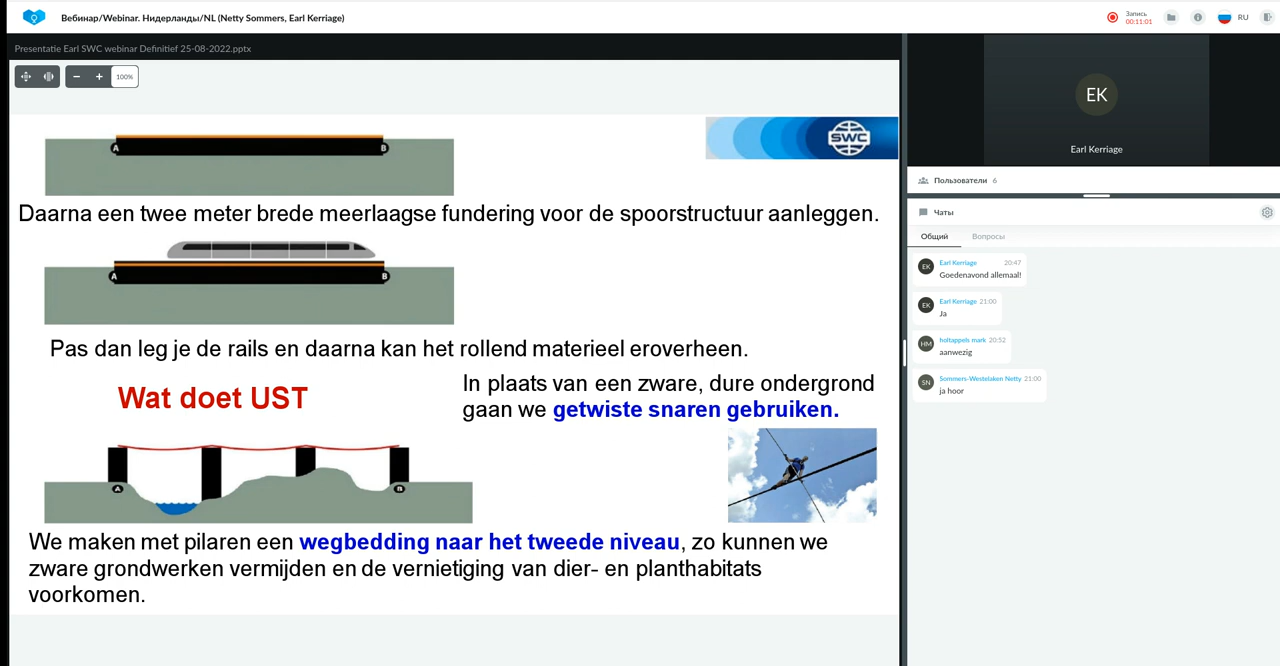 Вебинар/Webinar. Нидерланды/NL (Netty Sommers, Earl Kerriage)
Запись
00:11:01
RU
Presentatie Earl SWC webinar Definitief 25-08-2022.pptx
100%
SWC
A B
Daarna een twee meter brede meerlaagse fundering voor de spoorstructuur aanleggen.
A B
Pas dan leg je de rails en daarna kan het rollend materieel eroverheen.
Wat doet UST
In plaats van een zware, dure ondergrond
gaan we getwiste snaren gebruiken.
A B
We maken met pilaren een wegbedding naar het tweede niveau, zo kunnen we
zware grondwerken vermijden en de vernietiging van dier- en planthabitats
voorkomen.
EK
Earl Kerriage
Пользователи 6
Чаты
Общий Вопросы
EK Earl Kerriage 20:47
Goedenavond allemaal!
EK Earl Kerriage 21:00
Ja
HM holtappels mark 20:52
aanwezig
SN Sommers-Westelaken Netty 21:00
ja hoor